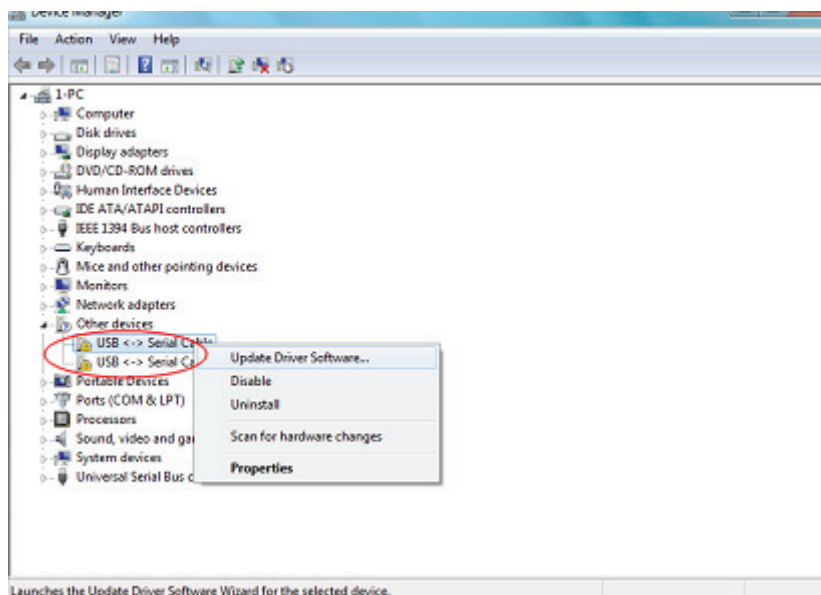 Device Manager
File Action View Help
1-PC
Computer
Disk drives
Display adapters
DVD/CD-ROM drives
Human Interface Devices
IDE ATA/ATAPI controllers
IEEE 1394 Bus host controllers
Keyboards
Mice and other pointing devices
Monitors
Network adapters
Other devices
USB <-> Serial Cable
USB <-> Serial Ca
Portable Devices
Ports (COM & LPT)
Processors
Sound, video and ga
System devices
Universal Serial Bus c
Update Driver Software...
Disable
Uninstall
Scan for hardware changes
Properties
Launches the Update Driver Software Wizard for the selected device.